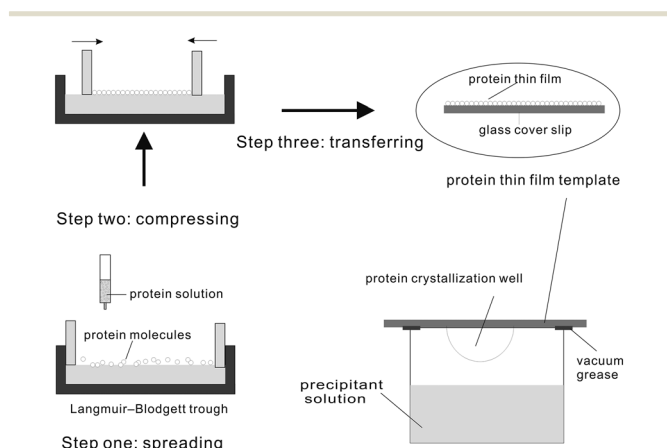 protein thin film
glass cover slip
Step three: transferring
protein thin film template
Step two: compressing
protein solution
protein molecules
Langmuir–Blodgett trough
Step one: spreading
protein crystallization well
vacuum
grease
precipitant
solution